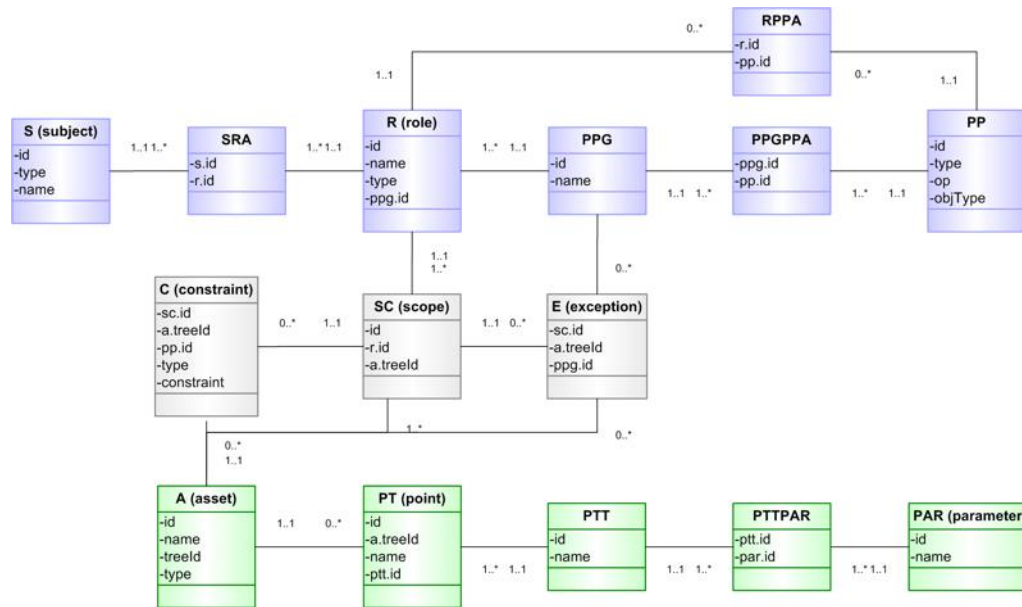 RPPA
-r.id
-pp.id
0..*
0..*
1..1
1..1
S (subject)
-id
-type
-name
1..1 1..*
SRA
-s.id
-r.id
1..* 1..1
R (role)
-id
-name
-type
-ppg.id
1..* 1..1
PPG
-id
-name
1..1 1..*
PPGPPA
-ppg.id
-pp.id
1..* 1..1
PP
-id
-type
-op
-objType
1..1
1..*
0..*
C (constraint)
-sc.id
-a.treeId
-pp.id
-type
-constraint
0..* 1..1
SC (scope)
-id
-r.id
-a.treeId
1..1 0..*
E (exception)
-sc.id
-a.treeId
-ppg.id
0..*
1..1
1..*
0..*
A (asset)
-id
-name
-treeId
-type
1..1 0..*
PT (point)
-id
-a.treeId
-name
-ptt.id
1..* 1..1
PTT
-id
-name
1..1 1..*
PTTPAR
-ptt.id
-par.id
1..* 1..1
PAR (parameter
-id
-name